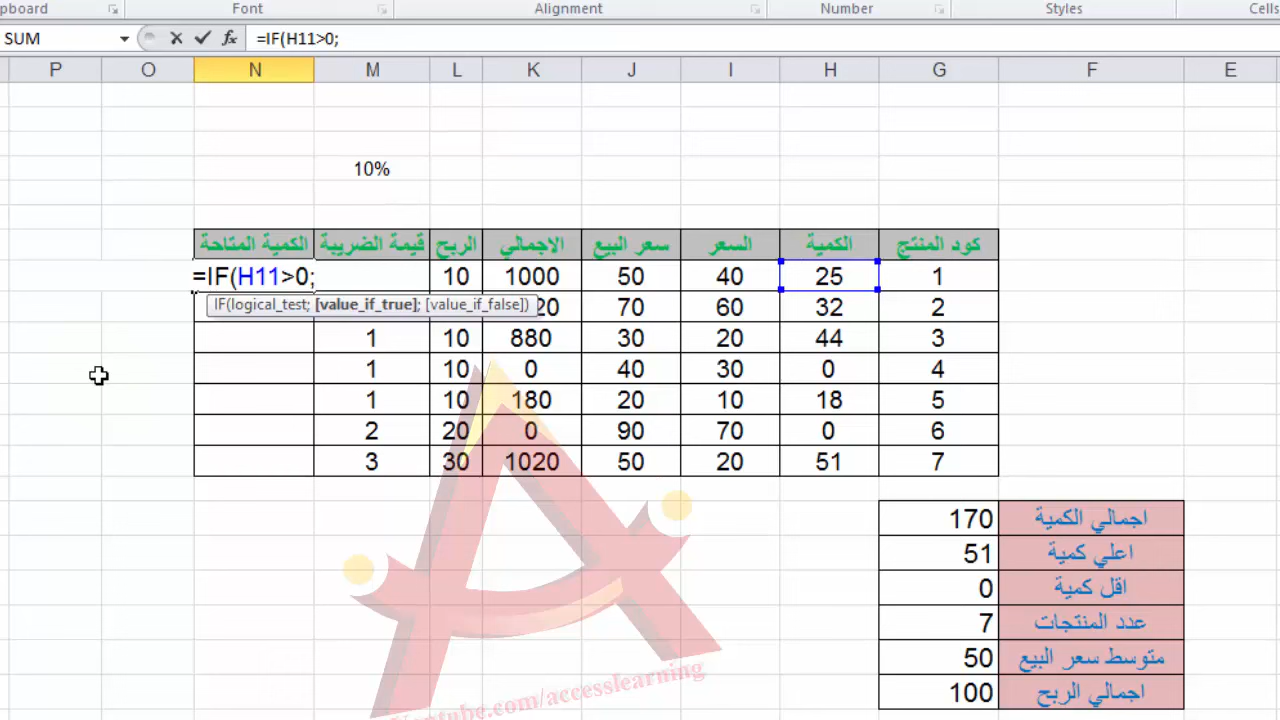 pboard Font Alignment Number Styles Cells
SUM =IF(H11>0;
P O N M L K J I H G F E
10%
كود المنتج الكمية السعر سعر البيع الاجمالي الربح قيمة الضريبة الكمية المتاحة
1 25 40 50 1000 10 =IF(H11>0;
2 32 60 70 20
IF(logical_test; [value_if_true]; [value_if_false])
3 44 20 30 880 10 1
4 0 30 40 0 10 1
5 18 10 20 180 10 1
6 0 70 90 0 20 2
7 51 20 50 1020 30 3
اجمالي الكمية 170
اعلي كمية 51
اقل كمية 0
عدد المنتجات 7
متوسط سعر البيع 50
اجمالي الربح 100
Youtube.com/accesslearning